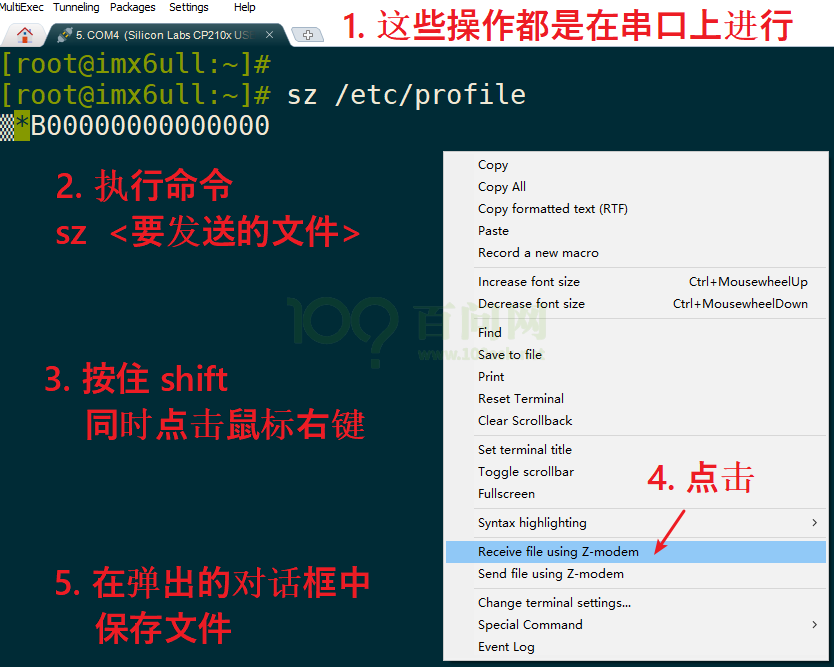 MultiExec Tunneling Packages Settings Help
5. COM4 (Silicon Labs CP210x US
1. 这些操作都是在串口上进行
[root@imx6ull:~]#
[root@imx6ull:~]# sz /etc/profile
*B00000000000000
2. 执行命令
sz <要发送的文件>
3. 按住 shift
同时点击鼠标右键
4. 点击
5. 在弹出的对话框中
保存文件
100? 百问网
Copy
Copy All
Copy formatted text (RTF)
Paste
Record a new macro
Increase font size Ctrl+MousewheelUp
Decrease font size Ctrl+MousewheelDown
Find
Save to file
Print
Reset Terminal
Clear Scrollback
Set terminal title
Toggle scrollbar
Fullscreen
Syntax highlighting
Receive file using Z-modem
Send file using Z-modem
Change terminal settings...
Special Command
Event Log